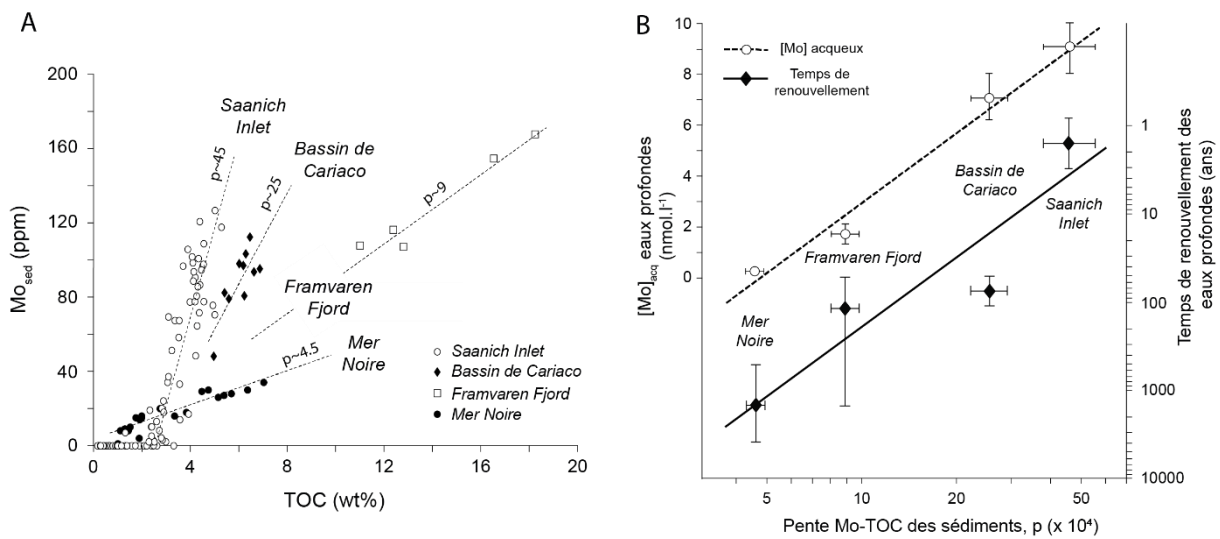 A
Mo_sed (ppm)
200
160
120
80
40
0
0
4
8
12
16
20
TOC (wt%)
Saanich
Inlet
p~45
Bassin de
Cariaco
p~25
p~9
Framvaren
Fjord
p~4.5
Mer
Noire
Saanich Inlet
Bassin de Cariaco
Framvaren Fjord
Mer Noire
B
[Mo]acq eaux profondes
(nmol.l-1)
10
8
6
4
2
0
[Mo] acqueux
Temps de
renouvellement
Mer
Noire
Framvaren Fjord
Bassin de
Cariaco
Saanich
Inlet
1
10
100
1000
10000
Temps de renouvellement des
eaux profondes (ans)
5
10
20
50
Pente Mo-TOC des sédiments, p (x 10⁴)